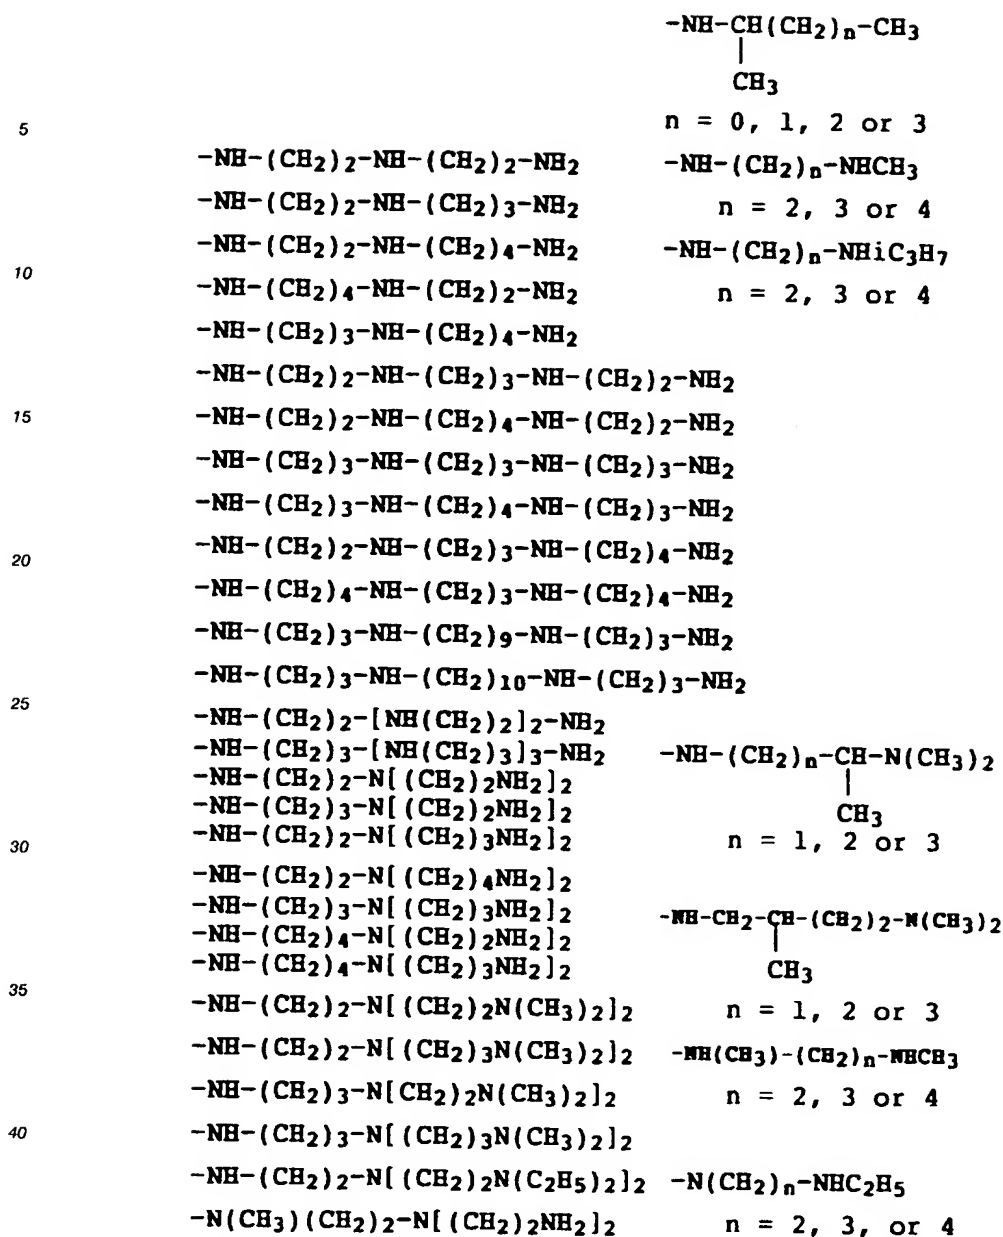 -NH-CH(CH2)n-CH3
|
CH3
5
n = 0, 1, 2 or 3
-NH-(CH2)2-NH-(CH2)2-NH2 -NH-(CH2)n-NHCH3
-NH-(CH2)2-NH-(CH2)3-NH2 n = 2, 3 or 4
-NH-(CH2)2-NH-(CH2)4-NH2 -NH-(CH2)n-NHiC3H7
10
-NH-(CH2)4-NH-(CH2)2-NH2 n = 2, 3 or 4
-NH-(CH2)3-NH-(CH2)4-NH2
-NH-(CH2)2-NH-(CH2)3-NH-(CH2)2-NH2
15 -NH-(CH2)2-NH-(CH2)4-NH-(CH2)2-NH2
-NH-(CH2)3-NH-(CH2)3-NH-(CH2)3-NH2
-NH-(CH2)3-NH-(CH2)4-NH-(CH2)3-NH2
20 -NH-(CH2)2-NH-(CH2)3-NH-(CH2)4-NH2
-NH-(CH2)4-NH-(CH2)3-NH-(CH2)4-NH2
-NH-(CH2)3-NH-(CH2)9-NH-(CH2)3-NH2
-NH-(CH2)3-NH-(CH2)10-NH-(CH2)3-NH2
25
-NH-(CH2)2-[NH(CH2)2]2-NH2
-NH-(CH2)3-[NH(CH2)3]3-NH2 -NH-(CH2)n-CH-N(CH3)2
-NH-(CH2)2-N[(CH2)2NH2]2 |
-NH-(CH2)3-N[(CH2)2NH2]2 CH3
30 -NH-(CH2)2-N[(CH2)3NH2]2 n = 1, 2 or 3
-NH-(CH2)2-N[(CH2)4NH2]2
-NH-(CH2)3-N[(CH2)3NH2]2 -NH-CH2-CH-(CH2)2-N(CH3)2
-NH-(CH2)4-N[(CH2)2NH2]2 |
-NH-(CH2)4-N[(CH2)3NH2]2 CH3
35 -NH-(CH2)2-N[(CH2)2N(CH3)2]2 n = 1, 2 or 3
-NH-(CH2)2-N[(CH2)3N(CH3)2]2 -NH(CH3)-(CH2)n-NHCH3
-NH-(CH2)3-N[CH2)2N(CH3)2]2 n = 2, 3 or 4
40 -NH-(CH2)3-N[(CH2)3N(CH3)2]2
-NH-(CH2)2-N[(CH2)2N(C2H5)2]2 -N(CH2)n-NHC2H5
-N(CH3)(CH2)2-N[(CH2)2NH2]2 n = 2, 3, or 4